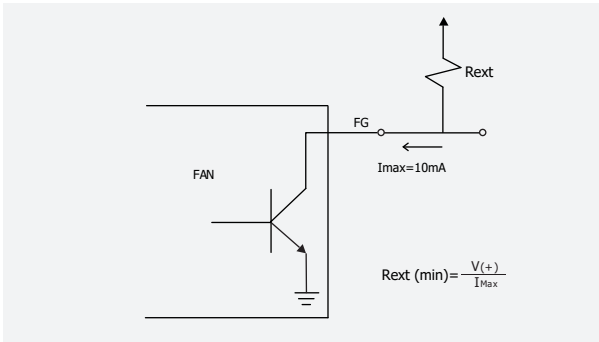 Rext
FG
Imax=10mA
FAN
Rext (min)= V(+)
IMax